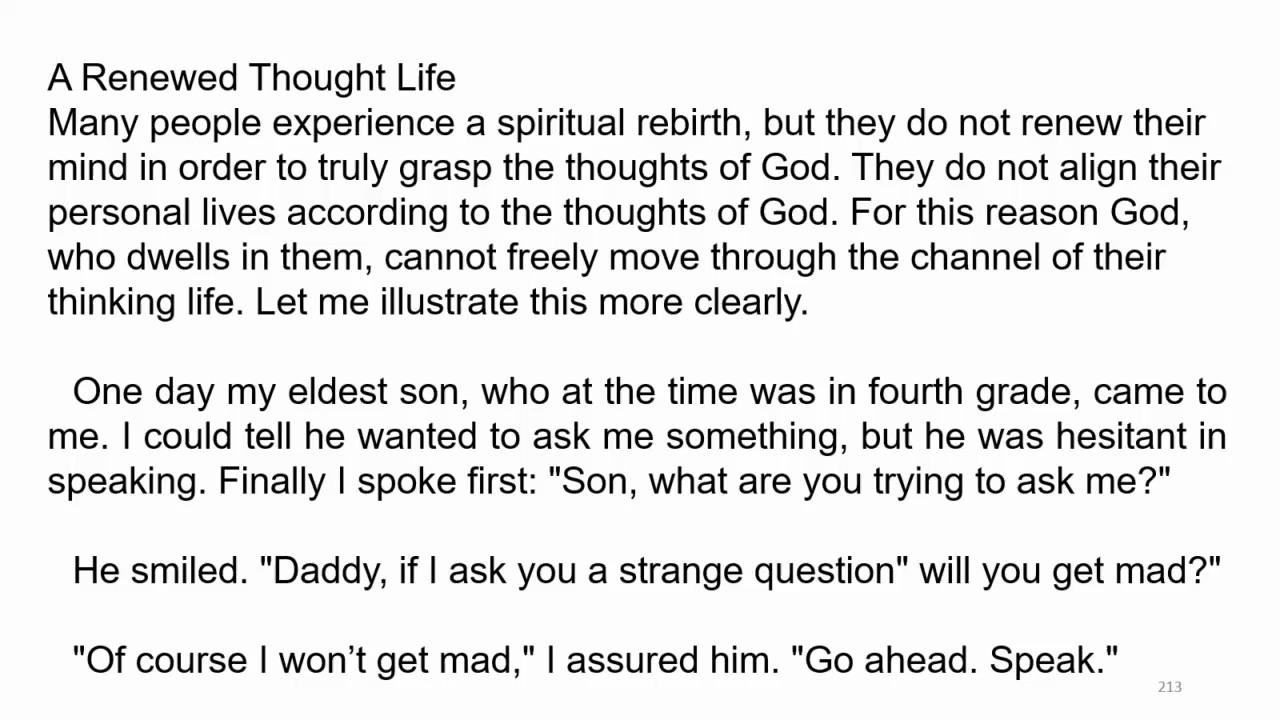 A Renewed Thought Life
Many people experience a spiritual rebirth, but they do not renew their
mind in order to truly grasp the thoughts of God. They do not align their
personal lives according to the thoughts of God. For this reason God,
who dwells in them, cannot freely move through the channel of their
thinking life. Let me illustrate this more clearly.
One day my eldest son, who at the time was in fourth grade, came to
me. I could tell he wanted to ask me something, but he was hesitant in
speaking. Finally I spoke first: "Son, what are you trying to ask me?"
He smiled. "Daddy, if I ask you a strange question" will you get mad?"
"Of course I won’t get mad," I assured him. "Go ahead. Speak."
213